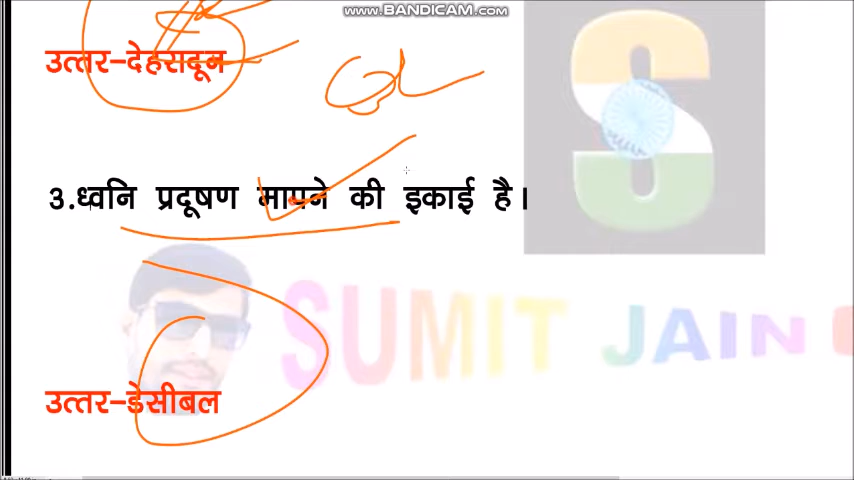 WWW.BANDICAM.COM
उत्तर-देहरादून
3.ध्वनि प्रदूषण मापने की इकाई है।
SUMIT JAIN
उत्तर-डेसीबल